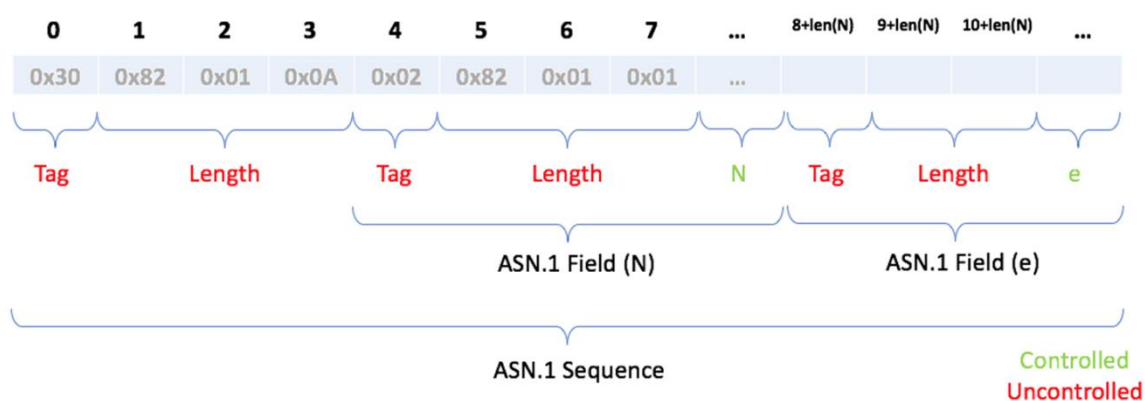 0 1 2 3 4 5 6 7 ... 8+len(N) 9+len(N) 10+len(N) ...
0x30 0x82 0x01 0x0A 0x02 0x82 0x01 0x01 ...
Tag Length Tag Length N Tag Length e
ASN.1 Field (N) ASN.1 Field (e)
ASN.1 Sequence
Controlled
Uncontrolled